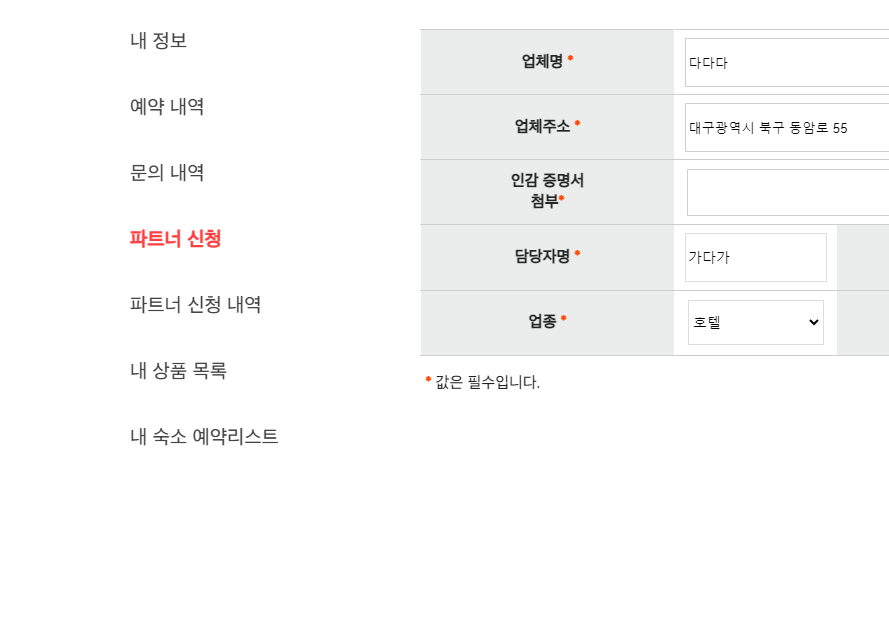 내 정보
예약 내역
문의 내역
파트너 신청
파트너 신청 내역
내 상품 목록
내 숙소 예약리스트
업체명 *
다다다
업체주소 *
대구광역시 북구 동암로 55
인감 증명서
첨부*
담당자명 *
가다가
업종 *
호텔
* 값은 필수입니다.